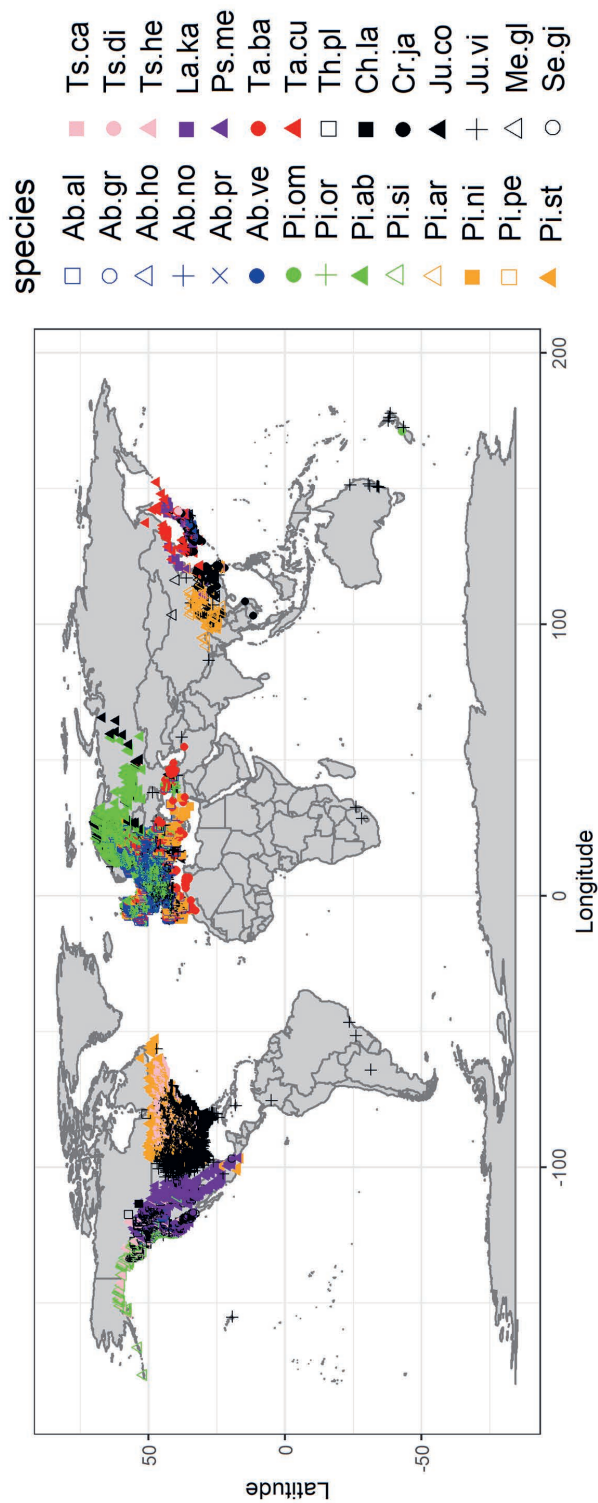 species
Ab.al
Ab.gr
Ab.ho
Ab.no
Ab.pr
Ab.ve
Pi.om
Pi.or
Pi.ab
Pi.si
Pi.ar
Pi.ni
Pi.pe
Pi.st
Ts.ca
Ts.di
Ts.he
La.ka
Ps.me
Ta.ba
Ta.cu
Th.pl
Ch.la
Cr.ja
Ju.co
Ju.vi
Me.gl
Se.gi
Latitude
50
0
-50
-100
0
100
200
Longitude